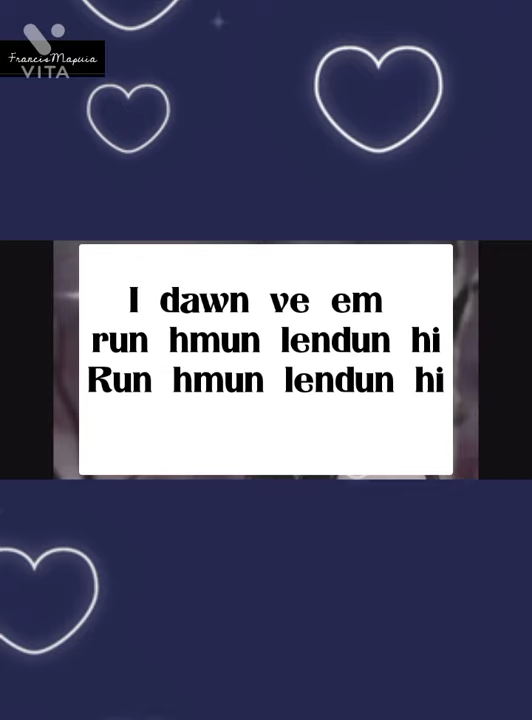 Francis Mapuia
VITA
I dawn ve em
run hmun lendun hi
Run hmun lendun hi